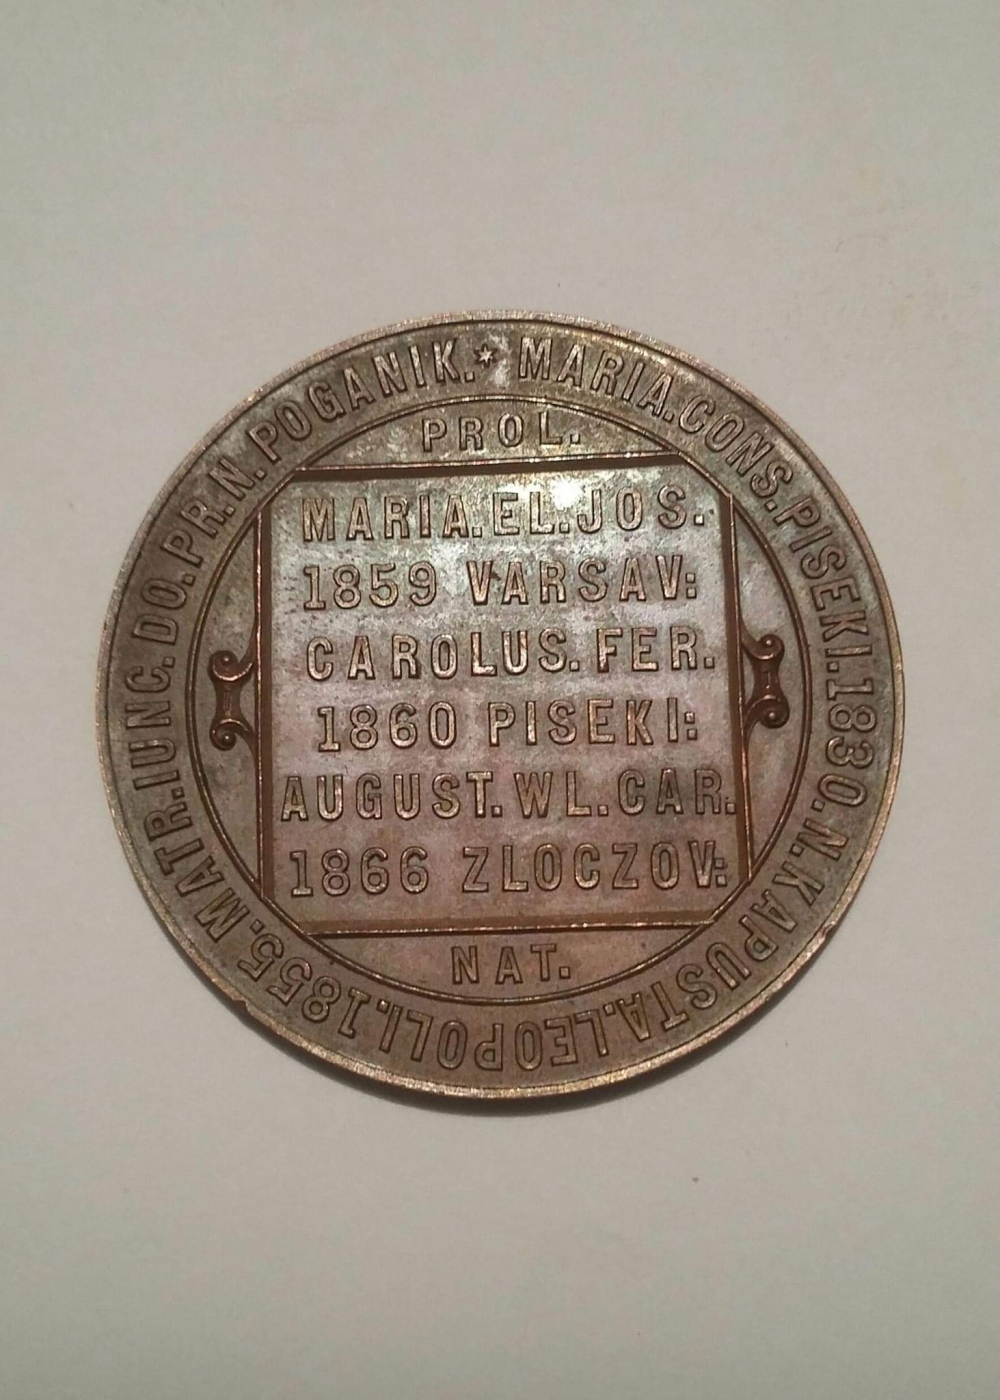 MARIA.CONS.PISEKI.1830.N.KAPUSTA.LEOPOLI.1855.MATR.IUNC.DO.PR.N.POGANIK.*
PROL.
MARIA.EL.JOS.
1859 VARSAV:
CAROLUS.FER.
1860 PISEKI:
AUGUST.WL.CAR.
1866 ZLOCZOV:
NAT.